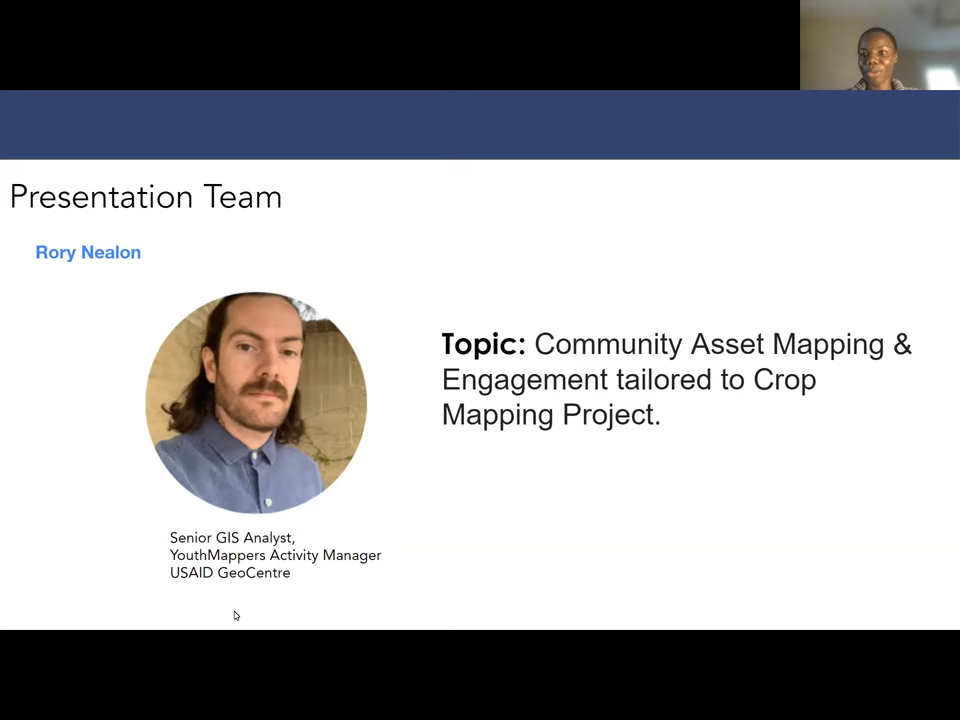 Presentation Team
Rory Nealon
Topic: Community Asset Mapping &
Engagement tailored to Crop
Mapping Project.
Senior GIS Analyst,
YouthMappers Activity Manager
USAID GeoCentre